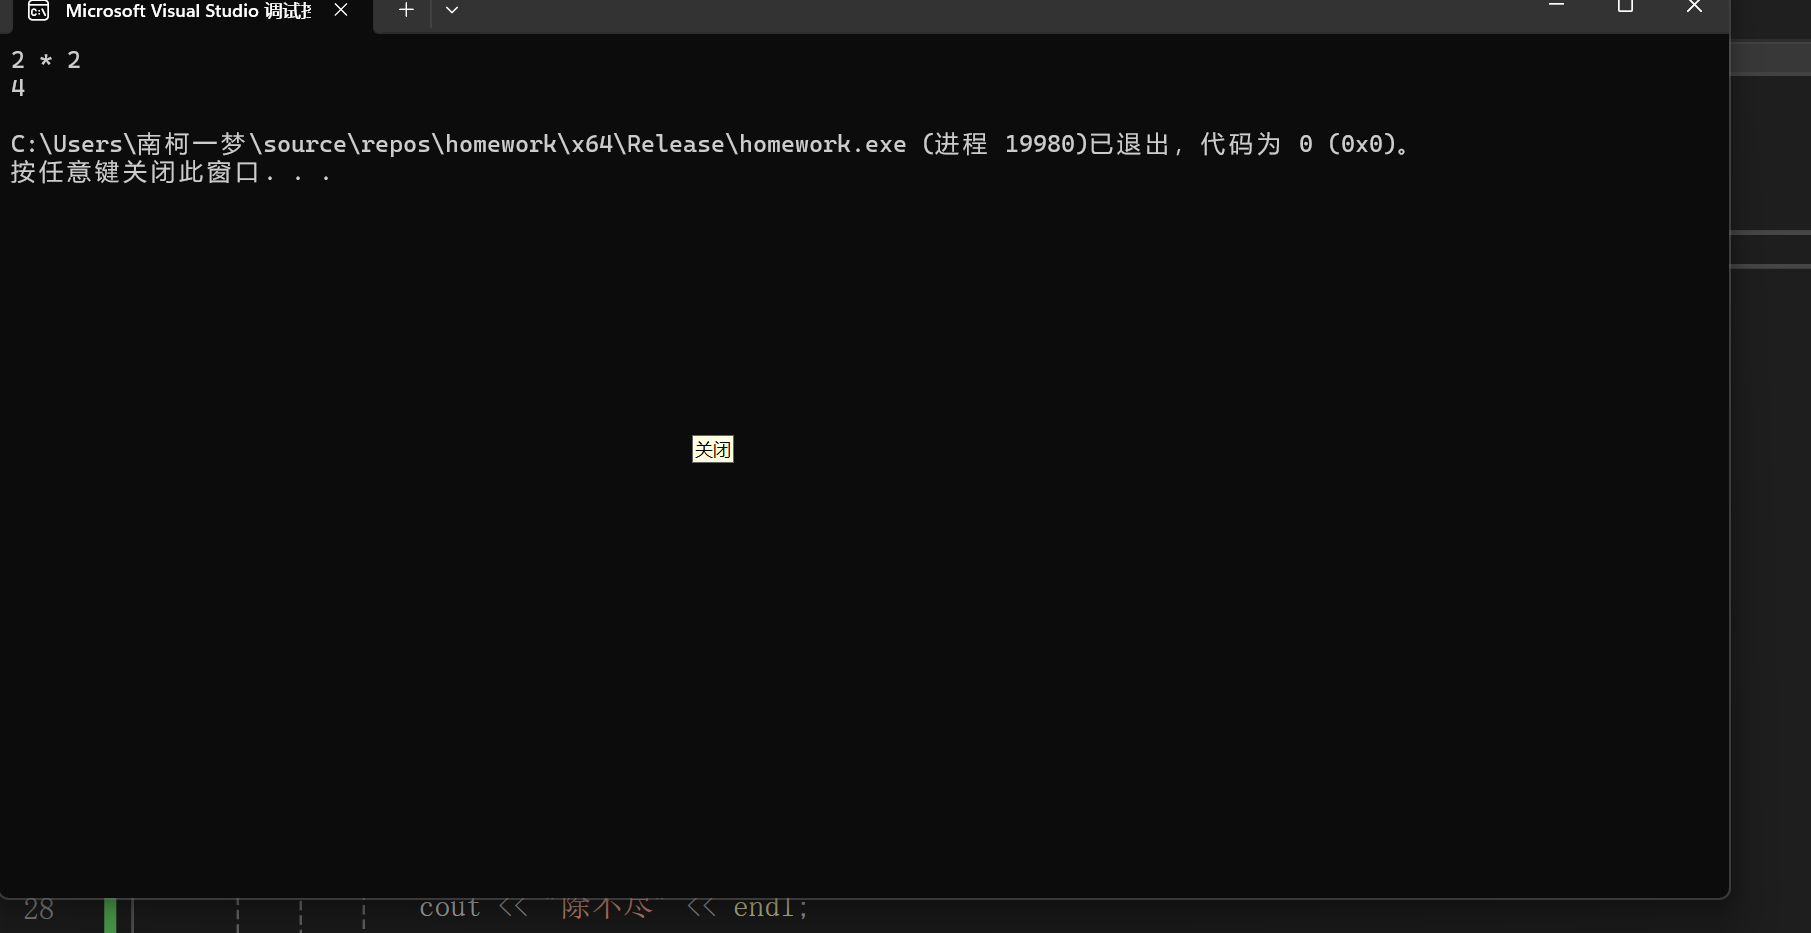 Microsoft Visual Studio 调试
2 * 2
4
C:\Users\南柯一梦\source\repos\homework\x64\Release\homework.exe (进程 19980)已退出，代码为 0 (0x0)。
按任意键关闭此窗口. . .
关闭
28 cout << "除不尽" << endl;